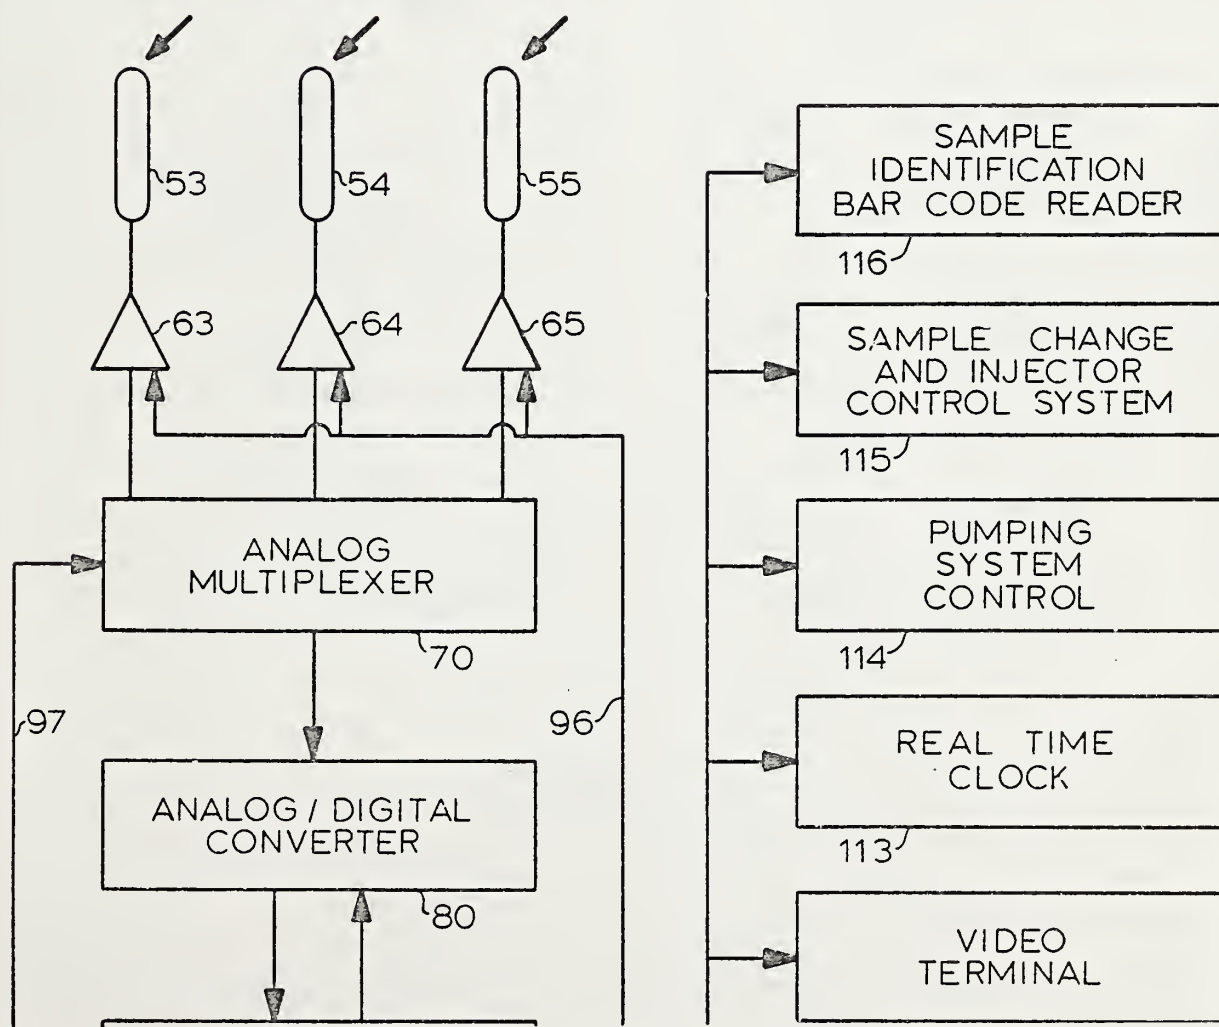 53
54
55
63
64
65
ANALOG
MULTIPLEXER
70
97
96
ANALOG / DIGITAL
CONVERTER
80
SAMPLE
IDENTIFICATION
BAR CODE READER
116
SAMPLE CHANGE
AND INJECTOR
CONTROL SYSTEM
115
PUMPING
SYSTEM
CONTROL
114
REAL TIME
CLOCK
113
VIDEO
TERMINAL